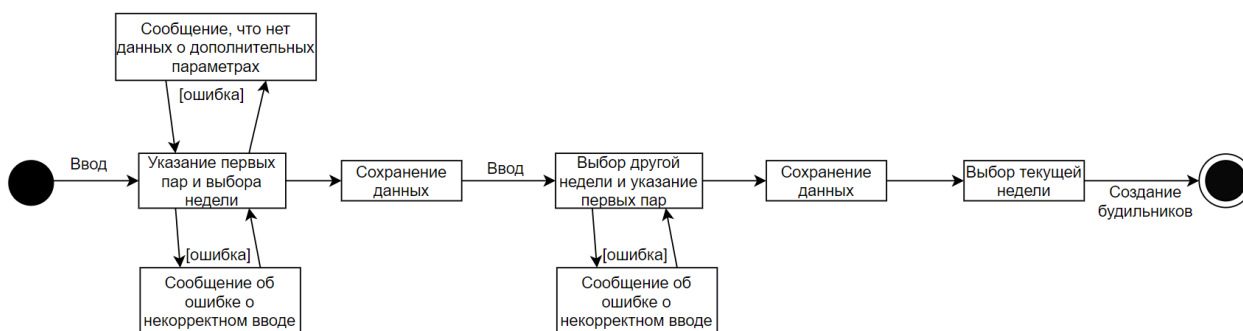 Сообщение, что нет
данных о дополнительных
параметрах
[ошибка]
Ввод
Указание первых
пар и выбора
недели
Сохранение
данных
Ввод
Выбор другой
недели и указание
первых пар
Сохранение
данных
Выбор текущей
недели
Создание
будильников
[ошибка]
Сообщение об
ошибке о
некорректном вводе
[ошибка]
Сообщение об
ошибке о
некорректном вводе